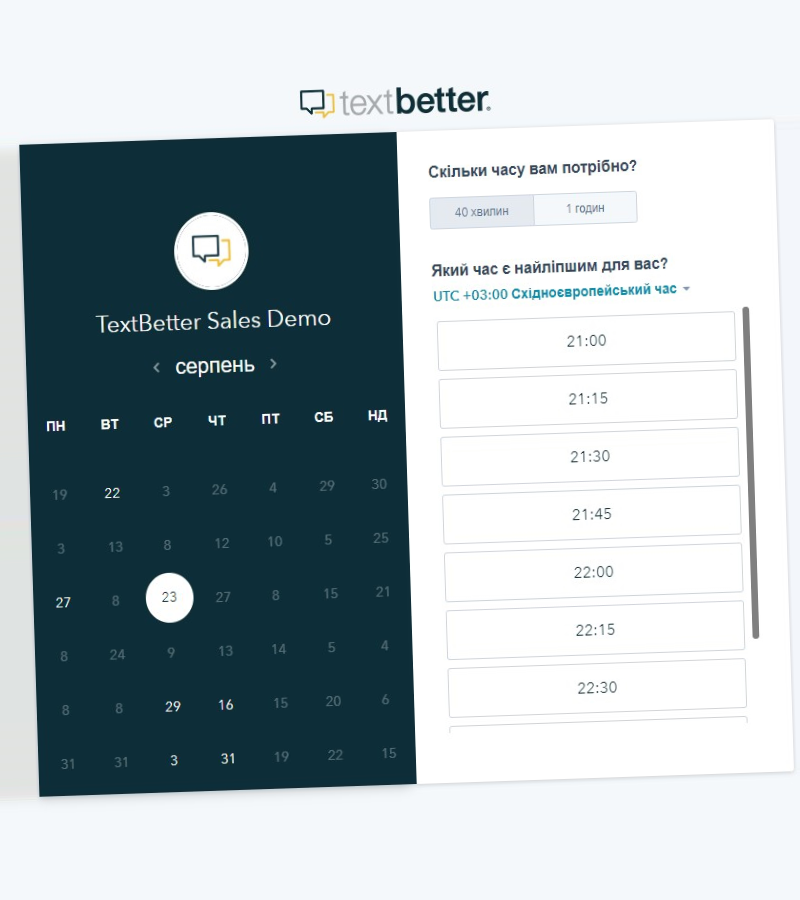 textbetter.
TextBetter Sales Demo
серпень
ПН ВТ СР ЧТ ПТ СБ НД
19 22 3 26 4 29 30
3 13 8 12 10 5 25
27 8 23 27 8 15 21
8 24 9 13 14 5 4
8 8 29 16 15 20 6
31 31 3 31 19 22 15
Скільки часу вам потрібно?
40 хвилин 1 годин
Який час є найліпшим для вас?
UTC +03:00 Східноєвропейський час
21:00
21:15
21:30
21:45
22:00
22:15
22:30